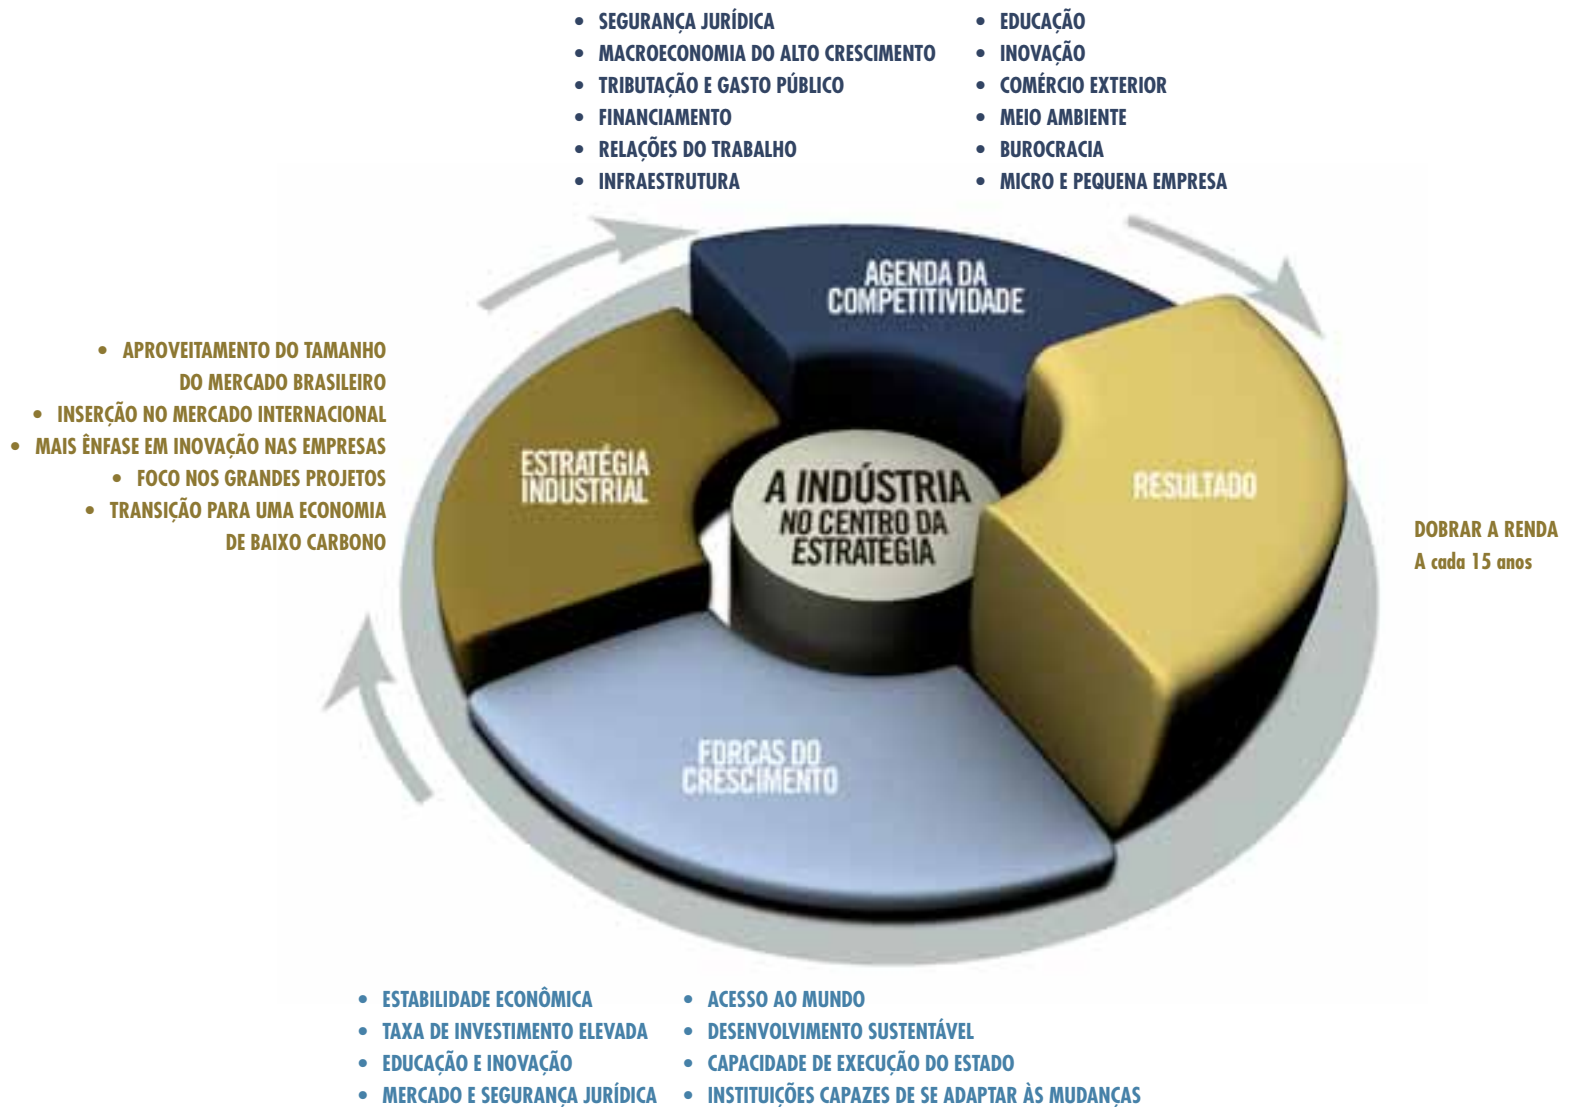 • SEGURANÇA JURÍDICA
• MACROECONOMIA DO ALTO CRESCIMENTO
• TRIBUTAÇÃO E GASTO PÚBLICO
• FINANCIAMENTO
• RELAÇÕES DO TRABALHO
• INFRAESTRUTURA
• EDUCAÇÃO
• INOVAÇÃO
• COMÉRCIO EXTERIOR
• MEIO AMBIENTE
• BUROCRACIA
• MICRO E PEQUENA EMPRESA
AGENDA DA
COMPETITIVIDADE
• APROVEITAMENTO DO TAMANHO
DO MERCADO BRASILEIRO
• INSERÇÃO NO MERCADO INTERNACIONAL
• MAIS ÊNFASE EM INOVAÇÃO NAS EMPRESAS
• FOCO NOS GRANDES PROJETOS
• TRANSIÇÃO PARA UMA ECONOMIA
DE BAIXO CARBONO
ESTRATÉGIA
INDUSTRIAL
A INDÚSTRIA
NO CENTRO DA
ESTRATÉGIA
RESULTADO
DOBRAR A RENDA
A cada 15 anos
FORÇAS DO
CRESCIMENTO
• ESTABILIDADE ECONÔMICA
• TAXA DE INVESTIMENTO ELEVADA
• EDUCAÇÃO E INOVAÇÃO
• MERCADO E SEGURANÇA JURÍDICA
• ACESSO AO MUNDO
• DESENVOLVIMENTO SUSTENTÁVEL
• CAPACIDADE DE EXECUÇÃO DO ESTADO
• INSTITUIÇÕES CAPAZES DE SE ADAPTAR ÀS MUDANÇAS